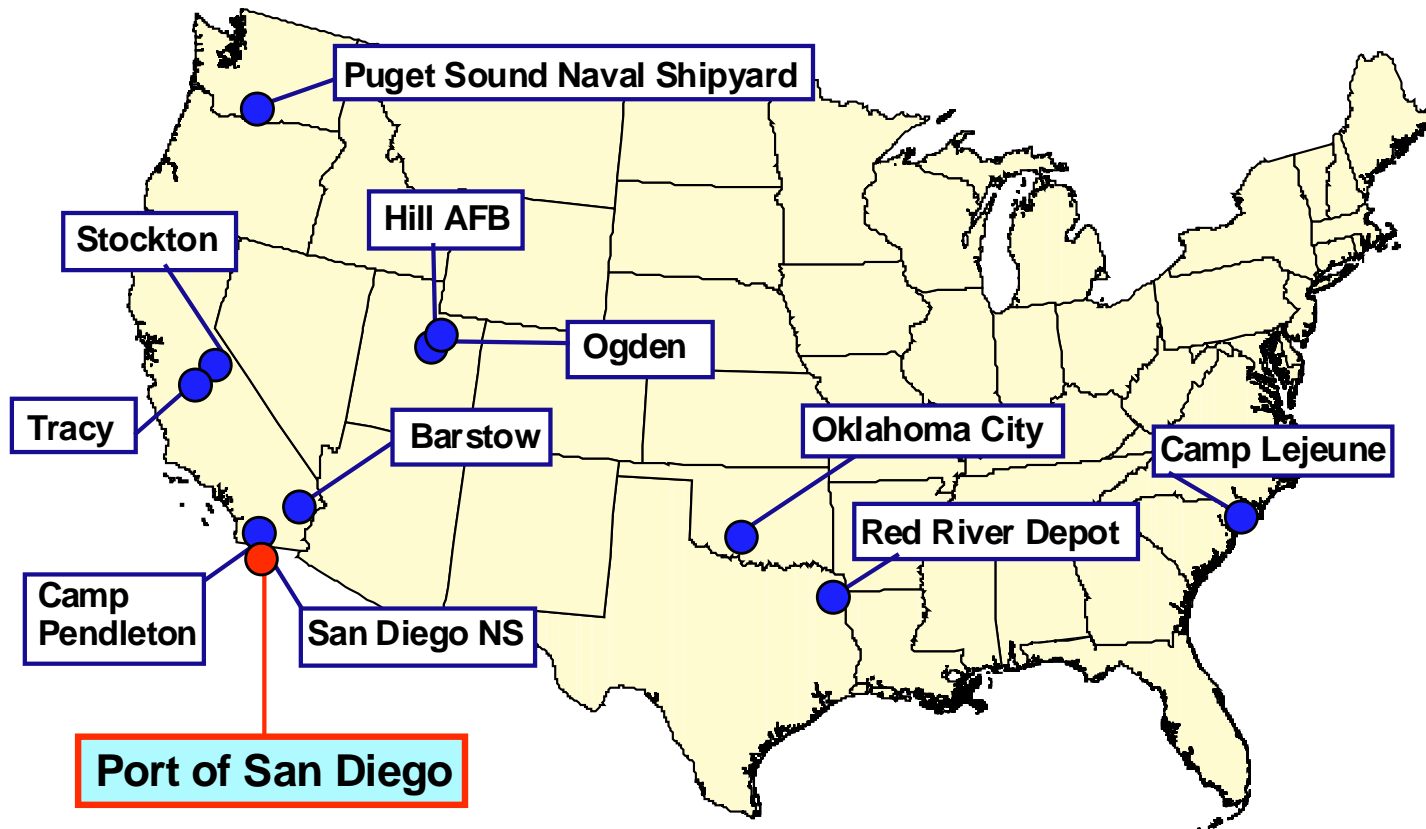 Puget Sound Naval Shipyard
Hill AFB
Stockton
Ogden
Tracy
Barstow
Oklahoma City
Camp Lejeune
Red River Depot
Camp
Pendleton
San Diego NS
Port of San Diego